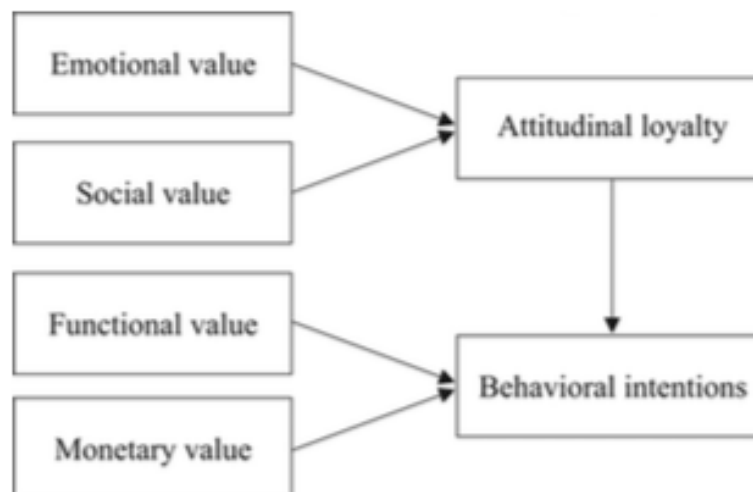 Emotional value
Attitudinal loyalty
Social value
Functional value
Behavioral intentions
Monetary value